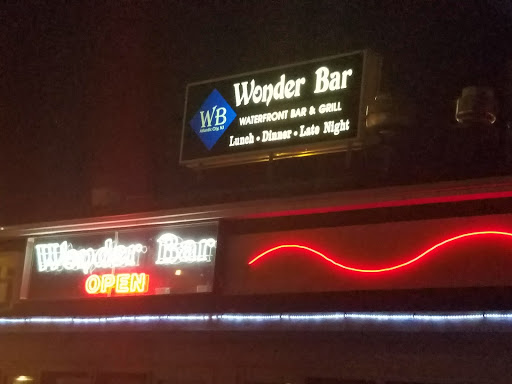 Wonder Bar
WB
Atlantic City, NJ
WATERFRONT BAR & GRILL
Lunch • Dinner • Late Night
Wonder Bar
OPEN